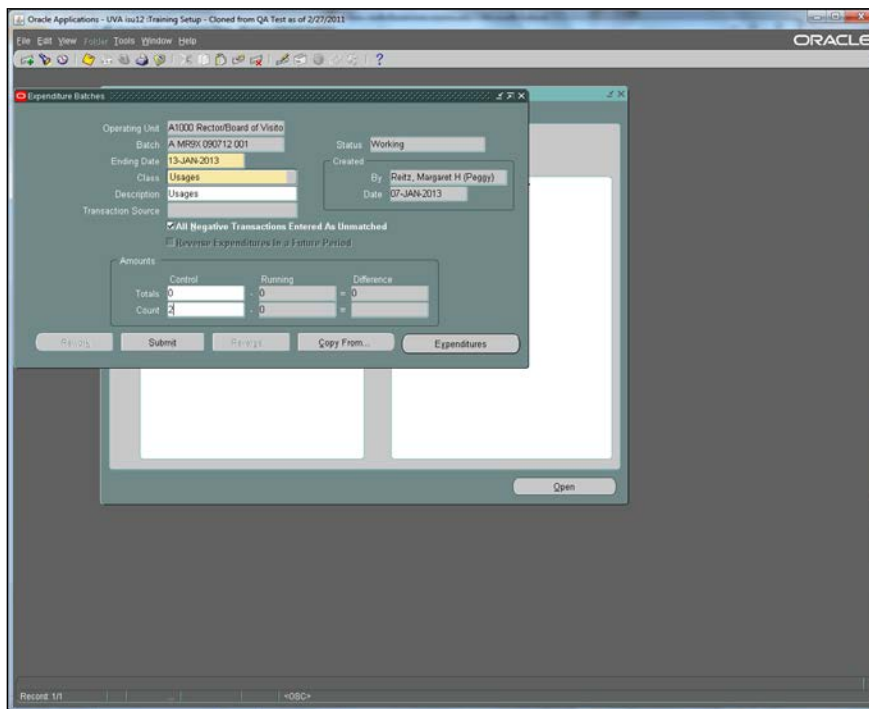 Oracle Applications - UVA isu12 :Training Setup - Cloned from QA Test as of 2/27/2011
File Edit View Folder Tools Window Help
ORACLE
Expenditure Batches
Operating Unit A1000 Rector/Board of Visito
Batch A MR9X 090712 001 Status Working
Ending Date 13-JAN-2013 Created
Class Usages By Reitz, Margaret H (Peggy)
Description Usages Date 07-JAN-2013
Transaction Source
All Negative Transactions Entered As Unmatched
Reverse Expenditures In a Future Period
Amounts
Control Running Difference
Totals 0 - 0 = 0
Count 2 - 0 =
Submit Copy From... Expenditures
Open
Record: 1/1 ... <OSC>